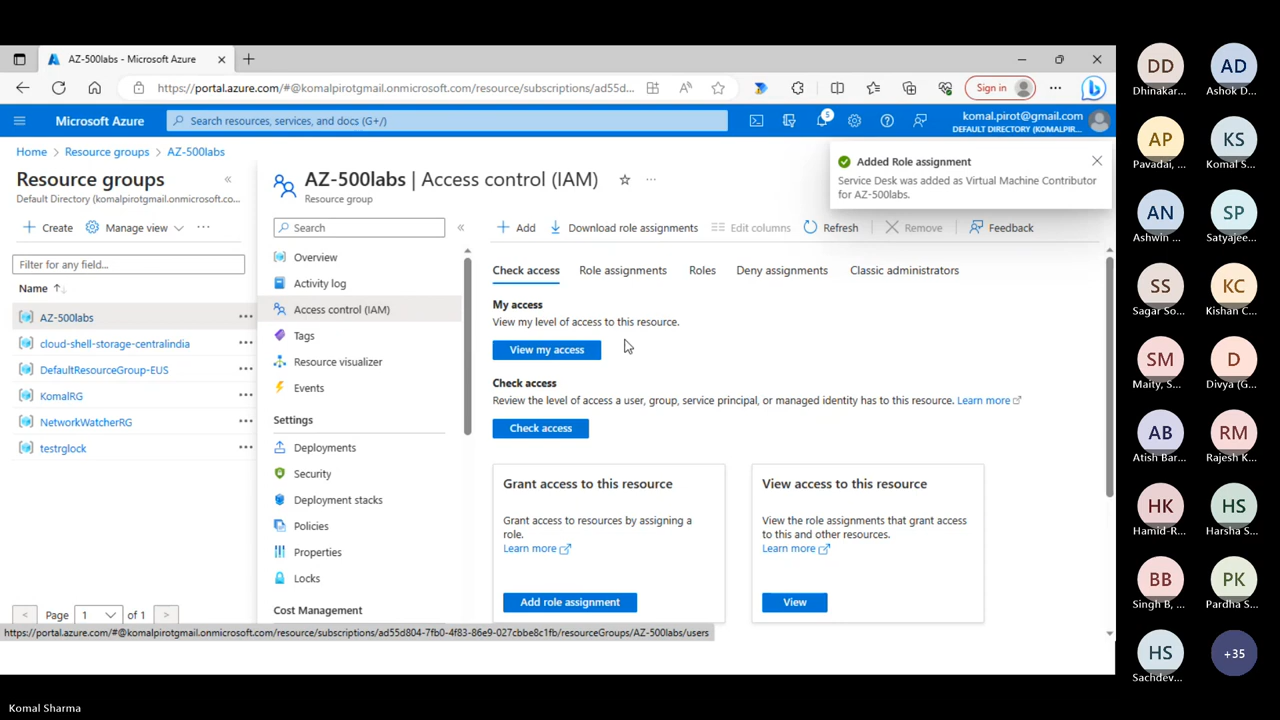 AZ-500labs - Microsoft Azure
https://portal.azure.com/#@komalpirotgmail.onmicrosoft.com/resource/subscriptions/ad55d...
Sign in
Microsoft Azure
Search resources, services, and docs (G+/)
5
komal.pirot@gmail.com
DEFAULT DIRECTORY (KOMALPIR...
Home > Resource groups > AZ-500labs
Resource groups
Default Directory (komalpirotgmail.onmicrosoft.co...
Create
Manage view
Filter for any field...
Name
AZ-500labs
cloud-shell-storage-centralindia
DefaultResourceGroup-EUS
KomalRG
NetworkWatcherRG
testrglock
Page 1 of 1
AZ-500labs | Access control (IAM)
Resource group
Search
Overview
Activity log
Access control (IAM)
Tags
Resource visualizer
Events
Settings
Deployments
Security
Deployment stacks
Policies
Properties
Locks
Cost Management
Added Role assignment
Service Desk was added as Virtual Machine Contributor
for AZ-500labs.
Add
Download role assignments
Edit columns
Refresh
Remove
Feedback
Check access
Role assignments
Roles
Deny assignments
Classic administrators
My access
View my level of access to this resource.
View my access
Check access
Review the level of access a user, group, service principal, or managed identity has to this resource. Learn more
Check access
Grant access to this resource
Grant access to resources by assigning a
role.
Learn more
Add role assignment
View access to this resource
View the role assignments that grant access
to this and other resources.
Learn more
View
https://portal.azure.com/#@komalpirotgmail.onmicrosoft.com/resource/subscriptions/ad55d804-7fb0-4f83-86e9-027cbbe8c1fb/resourceGroups/AZ-500labs/users
DD
Dhinakar...
AD
Ashok D...
AP
Pavadai, ...
KS
Komal S...
AN
Ashwin ...
SP
Satyajee...
SS
Sagar So...
KC
Kishan C...
SM
Maity, S...
D
Divya (G...
AB
Atish Bar...
RM
Rajesh K...
HK
Hamid-R...
HS
Harsha S...
BB
Singh B, ...
PK
Pardha S...
HS
Sachdev...
+35
Komal Sharma